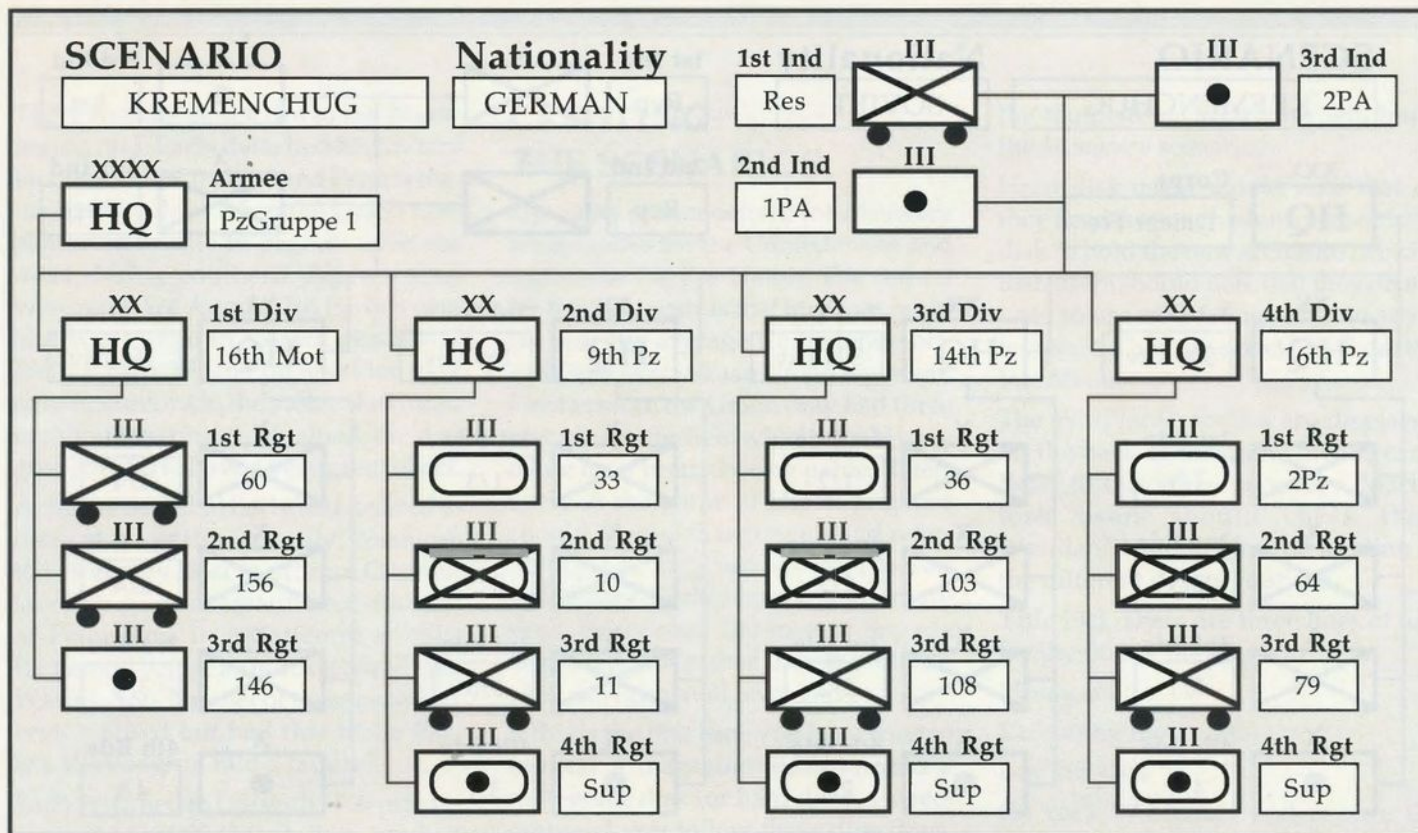 SCENARIO
KREMENCHUG
Nationality
GERMAN
1st Ind
Res
III
III
3rd Ind
2PA
2nd Ind
1PA
III
XXXX
HQ
Armee
PzGruppe 1
XX
HQ
1st Div
16th Mot
XX
HQ
2nd Div
9th Pz
XX
HQ
3rd Div
14th Pz
XX
HQ
4th Div
16th Pz
III
1st Rgt
60
III
1st Rgt
33
III
1st Rgt
36
III
1st Rgt
2Pz
III
2nd Rgt
156
III
2nd Rgt
10
III
2nd Rgt
103
III
2nd Rgt
64
III
3rd Rgt
146
III
3rd Rgt
11
III
3rd Rgt
108
III
3rd Rgt
79
III
4th Rgt
Sup
III
4th Rgt
Sup
III
4th Rgt
Sup